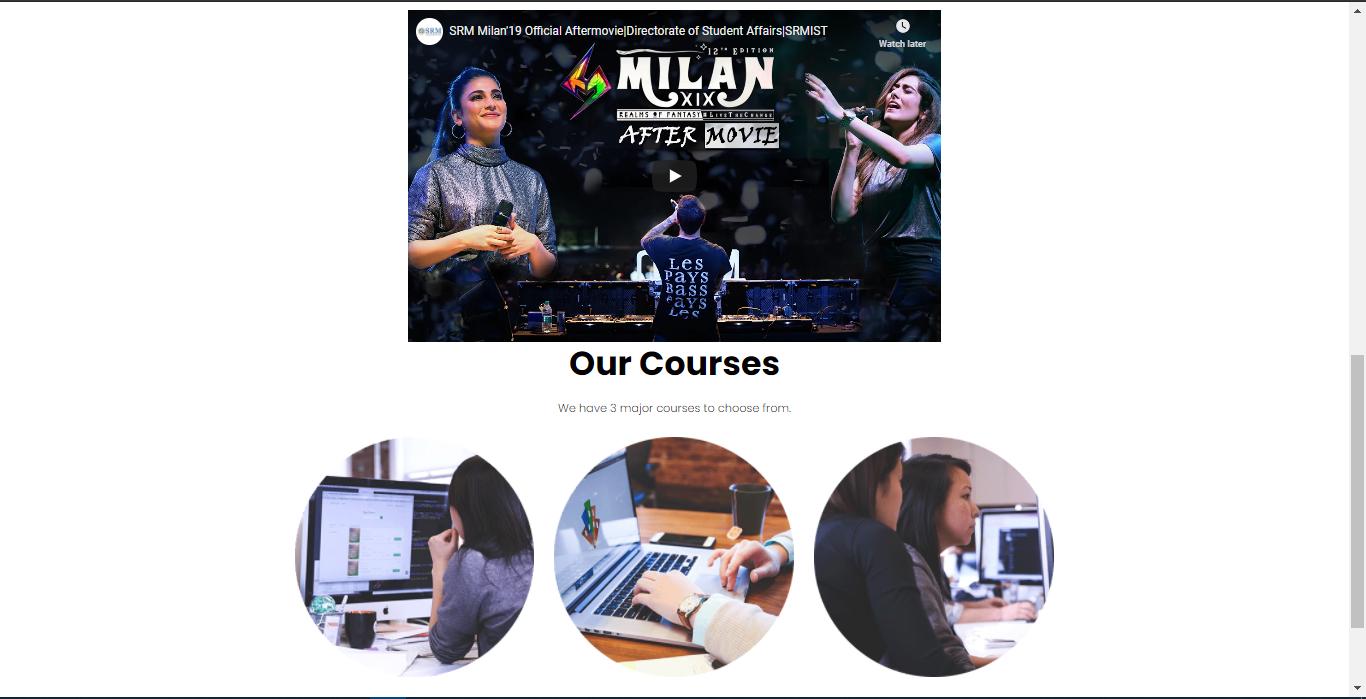 SRM
SRM Milan'19 Official Aftermovie|Directorate of Student Affairs|SRMIST
Watch later
12TH EDITION
MILAN
XIX
REALMS OF FANTASY #LIVETHECHANGE
AFTER MOVIE
LES
PAYS
BASS
PAYS
LES
Our Courses
We have 3 major courses to choose from.